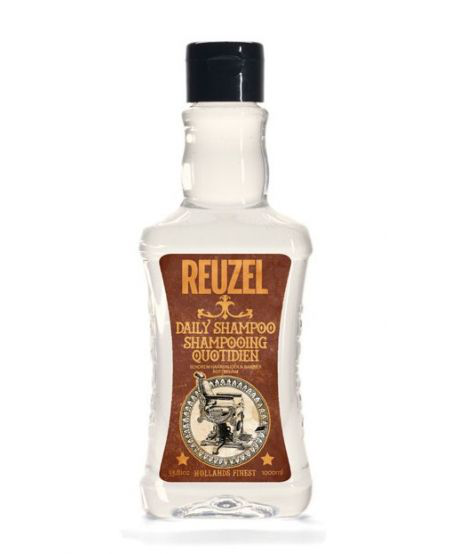 REUZEL
DAILY SHAMPOO
SHAMPOOING
QUOTIDIEN
1000ml
HOLLANDS FINEST